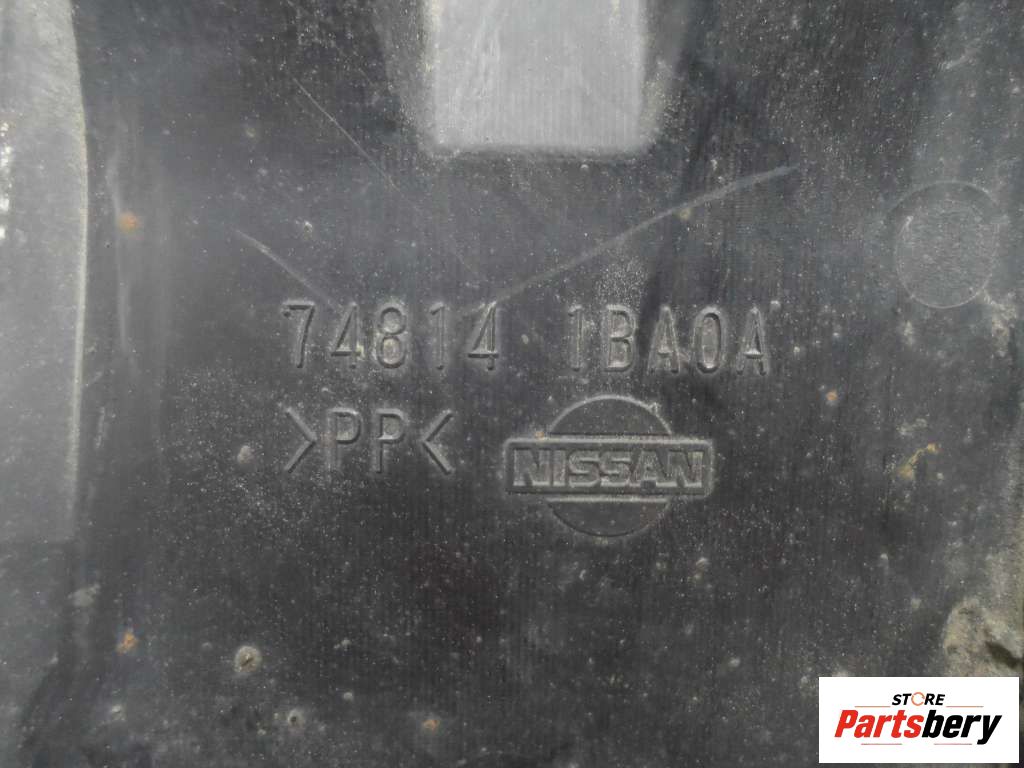 74814 1BA0A
>PP<
NISSAN
STORE
Partsbery